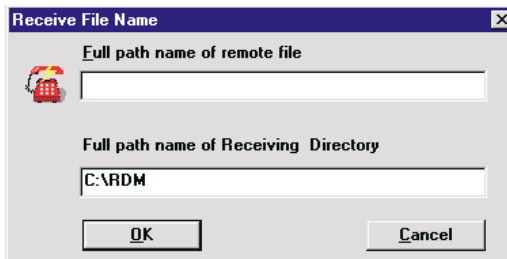 Receive File Name
Full path name of remote file
Full path name of Receiving Directory
C:\RDM
OK
Cancel